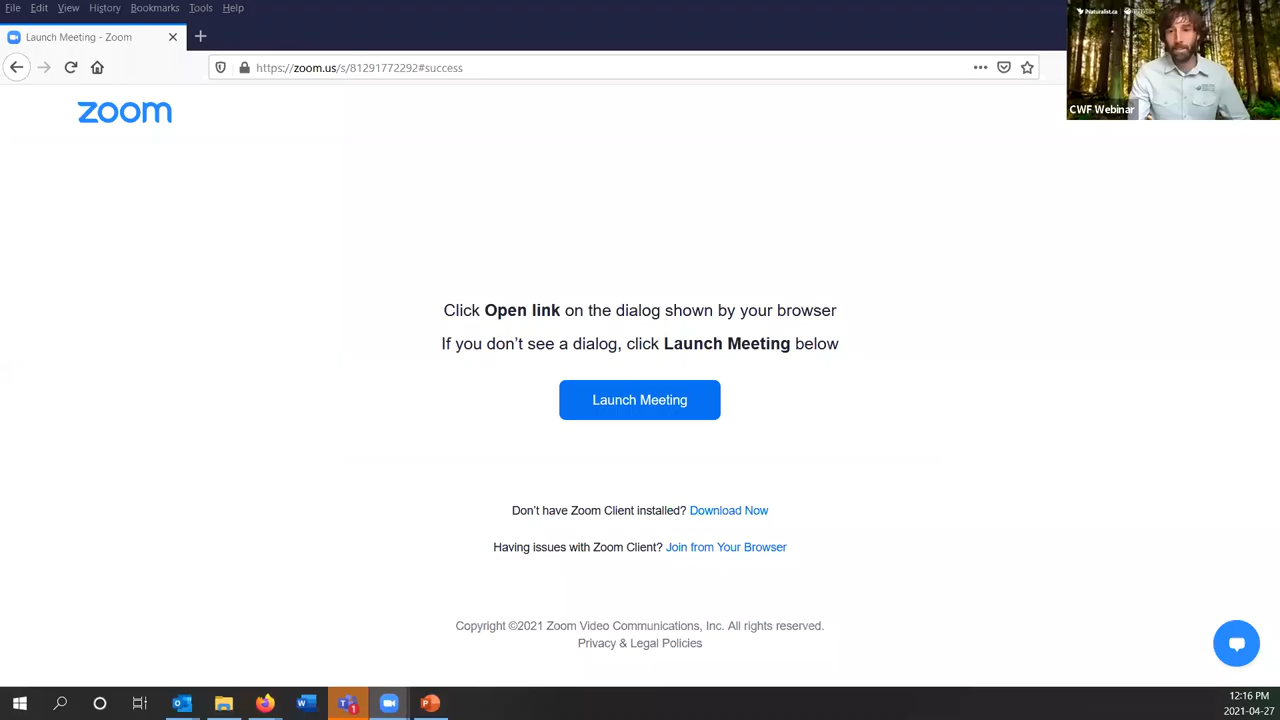 File Edit View History Bookmarks Tools Help
Launch Meeting - Zoom
https://zoom.us/s/81291772292#success
zoom
iNaturalist.ca
CWF Webinar
Click Open link on the dialog shown by your browser
If you don't see a dialog, click Launch Meeting below
Launch Meeting
Don't have Zoom Client installed? Download Now
Having issues with Zoom Client? Join from Your Browser
Copyright ©2021 Zoom Video Communications, Inc. All rights reserved.
Privacy & Legal Policies
12:16 PM
2021-04-27